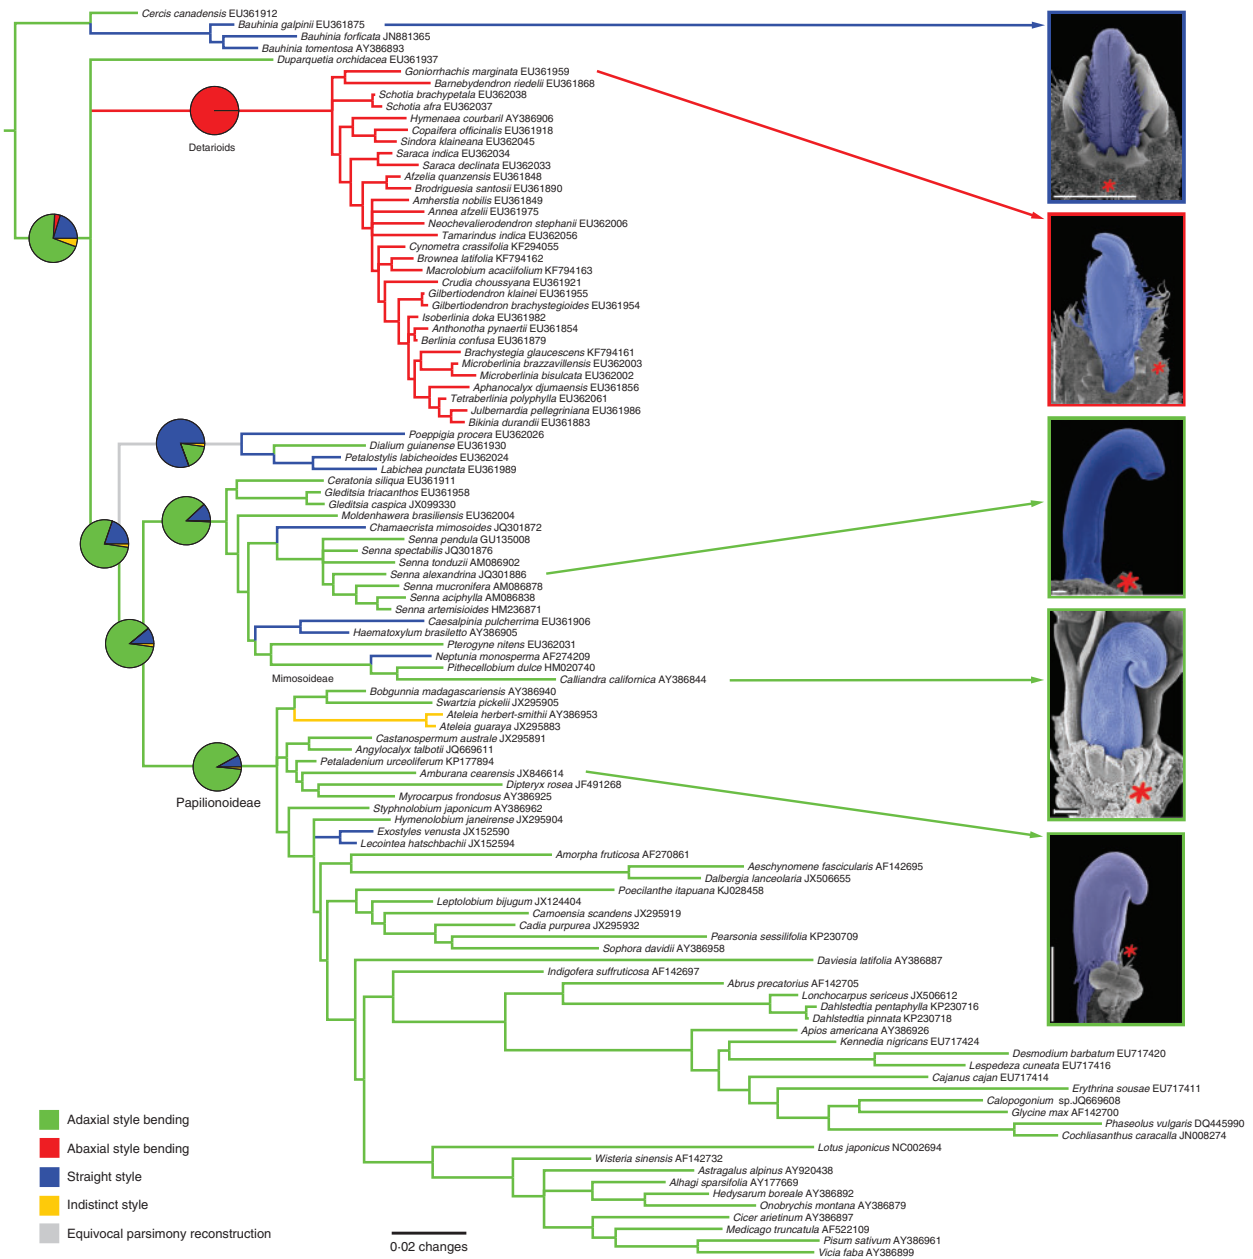 Cercis canadensis EU361912
Bauhinia galpinii EU361875
Bauhinia forficata JN881365
Bauhinia tomentosa AY386893
Duparquetia orchidacea EU361937
Goniorrhachis marginata EU361959
Barnebydendron riedelii EU361868
Schotia brachypetala EU362038
Schotia afra EU362037
Hymenaea courbaril AY386906
Detarioids
Copaifera officinalis EU361918
Sindora klaineana EU362045
Saraca indica EU362034
Saraca declinata EU362033
Afzelia quanzensis EU361848
Brodriguesia santosii EU361890
Amherstia nobilis EU361849
Annea afzelii EU361975
Neochevalierodendron stephanii EU362006
Tamarindus indica EU362056
Cynometra crassifolia KF294055
Brownea latifolia KF794162
Macrolobium acaciifolium KF794163
Crudia choussyana EU361921
Gilbertiodendron klainei EU361955
Gilbertiodendron brachystegioides EU361954
Isoberlinia doka EU361982
Anthonotha pynaertii EU361854
Berlinia confusa EU361879
Brachystegia glaucescens KF794161
Microberlinia brazzavillensis EU362003
Microberlinia bisulcata EU362002
Aphanocalyx djumaensis EU361856
Tetraberlinia polyphylla EU362061
Julbernardia pellegriniana EU361986
Bikinia durandii EU361883
Poeppigia procera EU362026
Dialium guianense EU361930
Petalostylis labicheoides EU362024
Labichea punctata EU361989
Ceratonia siliqua EU361911
Gleditsia triacanthos EU361958
Gleditsia caspica JX099330
Moldenhawera brasiliensis EU362004
Chamaecrista mimosoides JQ301872
Senna pendula GU135008
Senna spectabilis JQ301876
Senna tonduzii AM086902
Senna alexandrina JQ301886
Senna mucronifera AM086878
Senna aciphylla AM086838
Senna artemisioides HM236871
Caesalpinia pulcherrima EU361906
Haematoxylum brasiletto AY386905
Pterogyne nitens EU362031
Neptunia monosperma AF274209
Pithecellobium dulce HM020740
Mimosoideae
Calliandra californica AY386844
Bobgunnia madagascariensis AY386940
Swartzia pickelii JX295905
Ateleia herbert-smithii AY386953
Ateleia guaraya JX295883
Castanospermum australe JX295891
Angylocalyx talbotii JQ669611
Petaladenium urceoliferum KP177894
Amburana cearensis JX846614
Dipteryx rosea JF491268
Myrocarpus frondosus AY386925
Papilionoideae
Styphnolobium japonicum AY386962
Hymenolobium janeirense JX295904
Exostyles venusta JX152590
Lecointea hatschbachii JX152594
Amorpha fruticosa AF270861
Aeschynomene fascicularis AF142695
Dalbergia lanceolaria JX506655
Poecilanthe itapuana KJ028458
Leptolobium bijugum JX124404
Camoensia scandens JX295919
Cadia purpurea JX295932
Pearsonia sessilifolia KP230709
Sophora davidii AY386958
Daviesia latifolia AY386887
Indigofera suffruticosa AF142697
Abrus precatorius AF142705
Lonchocarpus sericeus JX506612
Dahlstedtia pentaphylla KP230716
Dahlstedtia pinnata KP230718
Apios americana AY386926
Kennedia nigricans EU717424
Desmodium barbatum EU717420
Lespedeza cuneata EU717416
Cajanus cajan EU717414
Erythrina sousae EU717411
Calopogonium sp.JQ669608
Glycine max AF142700
Phaseolus vulgaris DQ445990
Cochliasanthus caracalla JN008274
Lotus japonicus NC002694
Wisteria sinensis AF142732
Astragalus alpinus AY920438
Alhagi sparsifolia AY177669
Hedysarum boreale AY386892
Onobrychis montana AY386879
Cicer arietinum AY386897
Medicago truncatula AF522109
Pisum sativum AY386961
Vicia faba AY386899
Adaxial style bending
Abaxial style bending
Straight style
Indistinct style
Equivocal parsimony reconstruction
0·02 changes